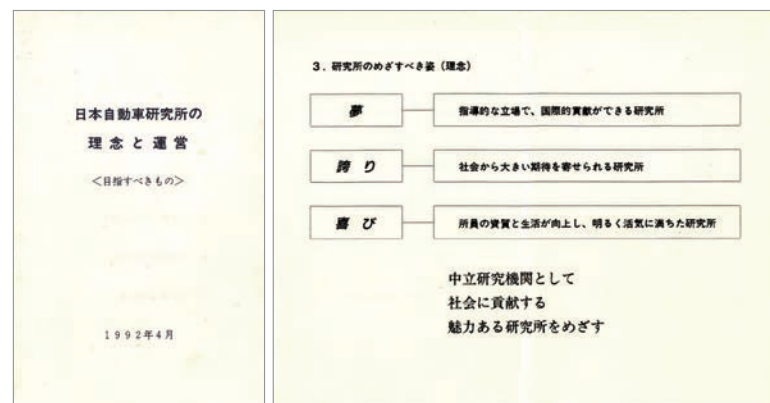 日本自動車研究所の
理念と運営
＜目指すべきもの＞
1992年4月
3．研究所のめざすべき姿（理念）
夢
指導的な立場で、国際的貢献ができる研究所
誇り
社会から大きい期待を寄せられる研究所
喜び
所員の資質と生活が向上し、明るく活気に満ちた研究所
中立研究機関として
社会に貢献する
魅力ある研究所をめざす